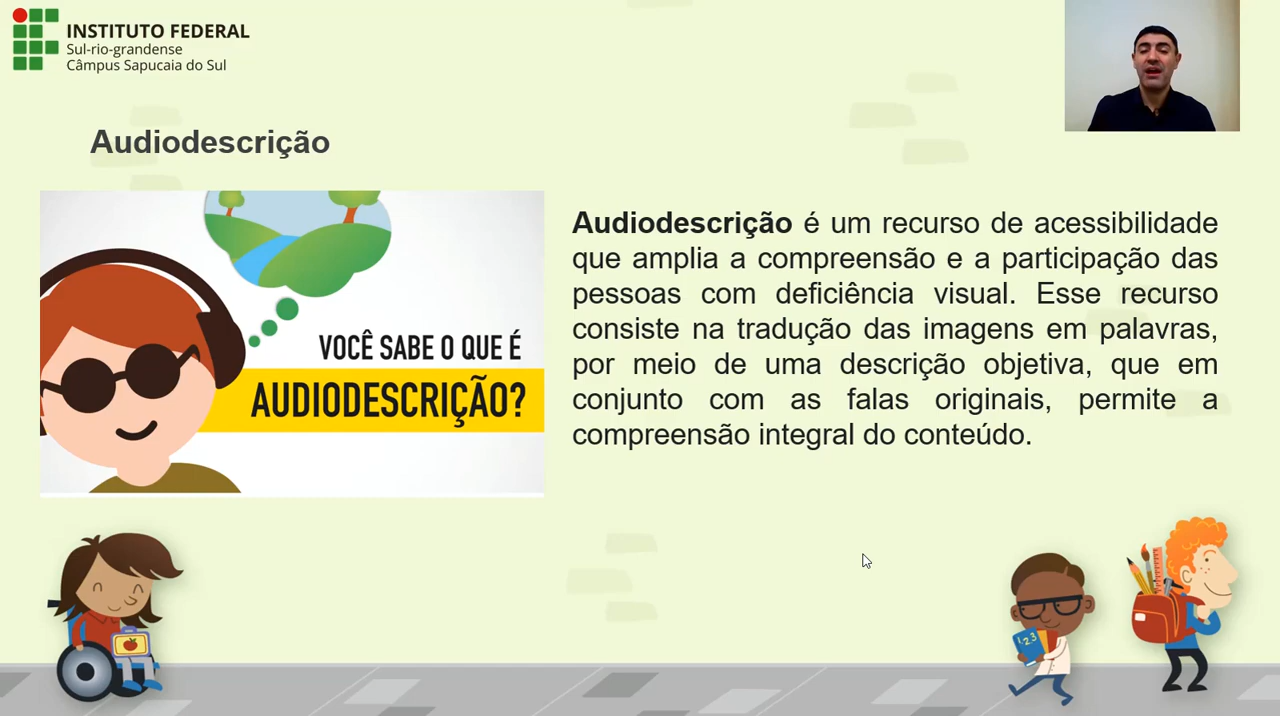 INSTITUTO FEDERAL
Sul-rio-grandense
Câmpus Sapucaia do Sul
Audiodescrição
VOCÊ SABE O QUE É
AUDIODESCRIÇÃO?
Audiodescrição é um recurso de acessibilidade
que amplia a compreensão e a participação das
pessoas com deficiência visual. Esse recurso
consiste na tradução das imagens em palavras,
por meio de uma descrição objetiva, que em
conjunto com as falas originais, permite a
compreensão integral do conteúdo.
123